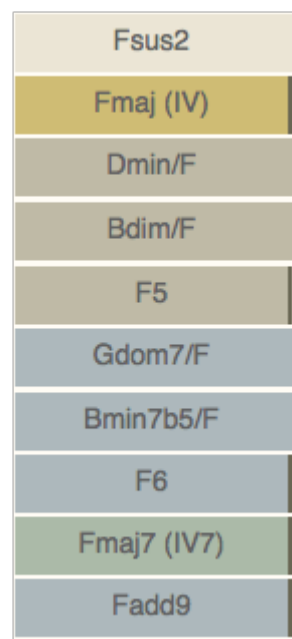 Fsus2
Fmaj (IV)
Dmin/F
Bdim/F
F5
Gdom7/F
Bmin7b5/F
F6
Fmaj7 (IV7)
Fadd9